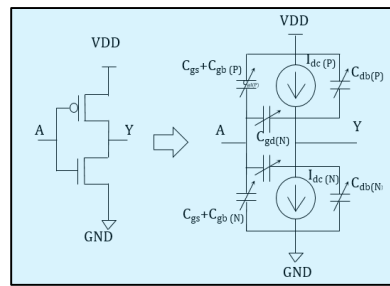 VDD
A
Y
GND
VDD
Cgs+Cgb (P)
Idc (P)
Cdb(P)
A
Y
Cgd(N)
Idc (N)
Cdb(N)
Cgs+Cgb (N)
GND